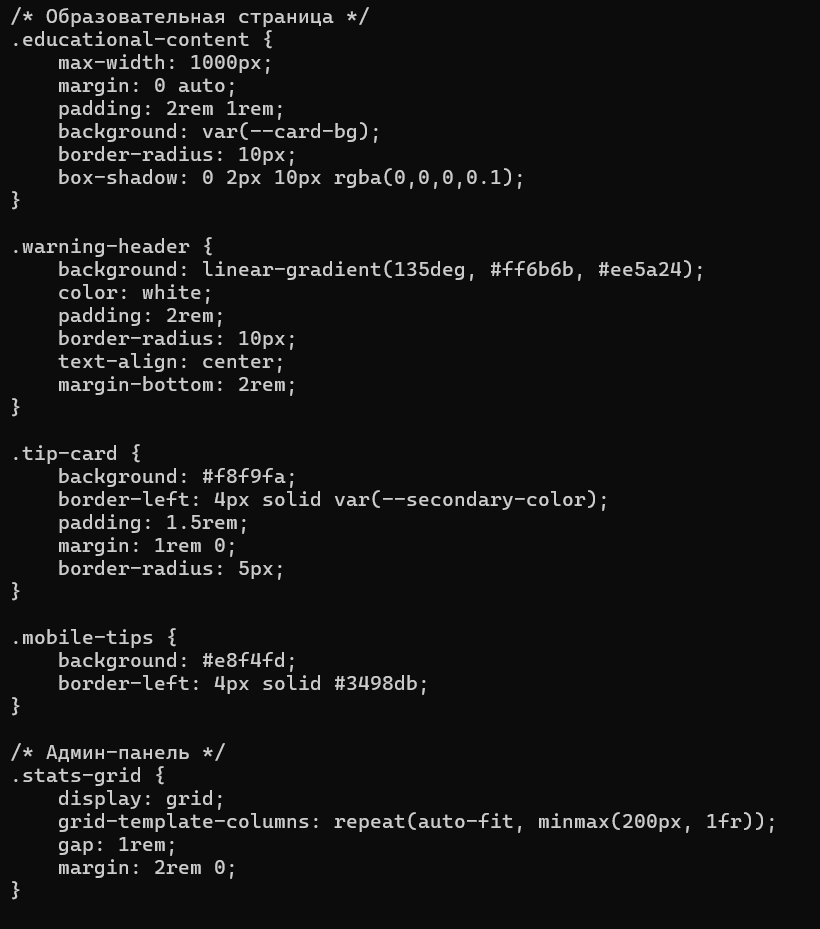 /* Образовательная страница */
.educational-content {
    max-width: 1000px;
    margin: 0 auto;
    padding: 2rem 1rem;
    background: var(--card-bg);
    border-radius: 10px;
    box-shadow: 0 2px 10px rgba(0,0,0,0.1);
}

.warning-header {
    background: linear-gradient(135deg, #ff6b6b, #ee5a24);
    color: white;
    padding: 2rem;
    border-radius: 10px;
    text-align: center;
    margin-bottom: 2rem;
}

.tip-card {
    background: #f8f9fa;
    border-left: 4px solid var(--secondary-color);
    padding: 1.5rem;
    margin: 1rem 0;
    border-radius: 5px;
}

.mobile-tips {
    background: #e8f4fd;
    border-left: 4px solid #3498db;
}

/* Админ-панель */
.stats-grid {
    display: grid;
    grid-template-columns: repeat(auto-fit, minmax(200px, 1fr));
    gap: 1rem;
    margin: 2rem 0;
}